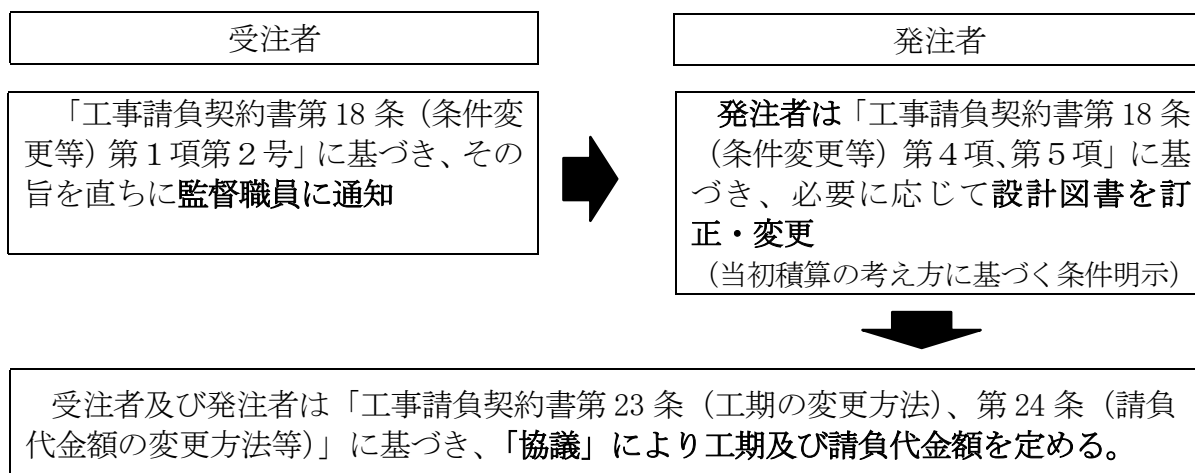 受注者
「工事請負契約書第18条（条件変
更等）第１項第２号」に基づき、その
旨を直ちに監督職員に通知
発注者
発注者は「工事請負契約書第18条
（条件変更等）第４項、第５項」に基
づき、必要に応じて設計図書を訂
正・変更
（当初積算の考え方に基づく条件明示）
受注者及び発注者は「工事請負契約書第23条（工期の変更方法）、第24条（請負
代金額の変更方法等）」に基づき、「協議」により工期及び請負代金額を定める。